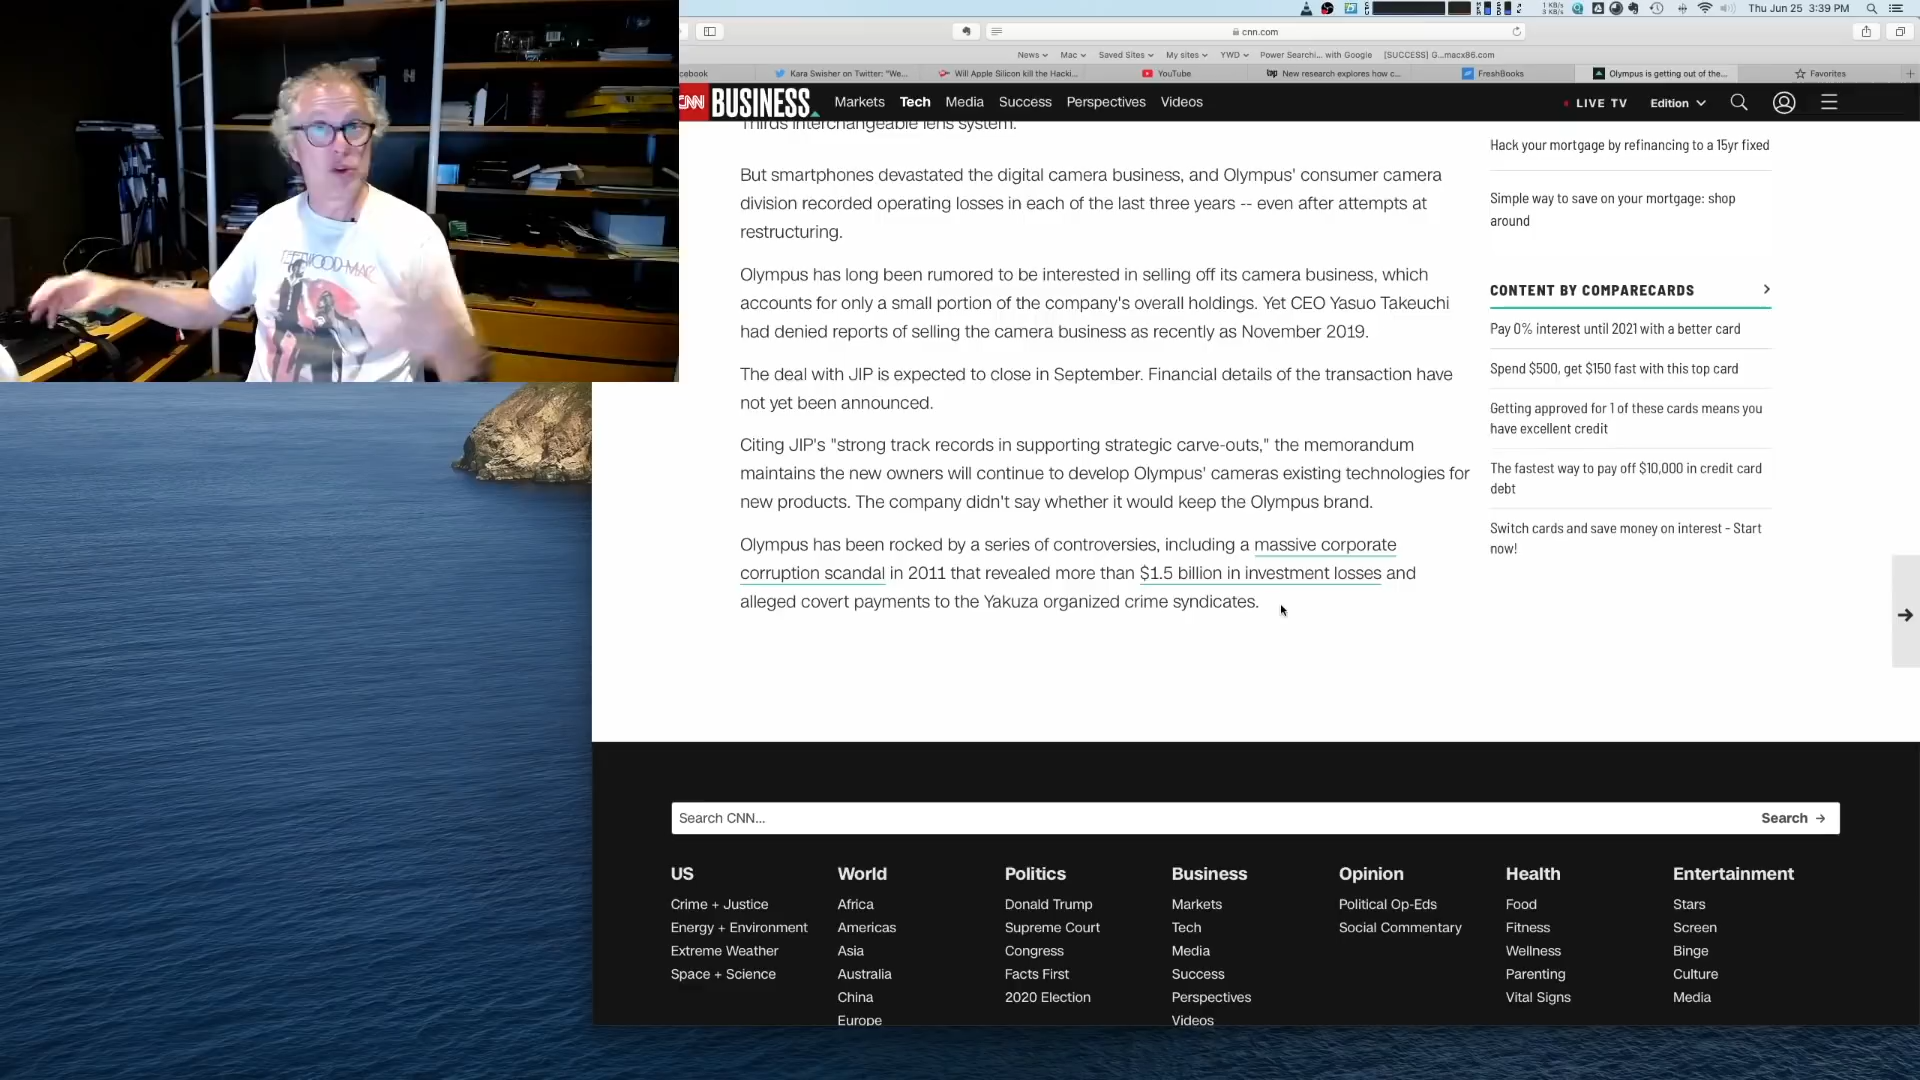 Thu Jun 25 3:39 PM
cnn.com
News Mac Saved Sites My sites YWD Power Searchi... with Google [SUCCESS] G...macx86.com
cebook
Kara Swisher on Twitter: "We...
Will Apple Silicon kill the Hacki...
YouTube
New research explores how c...
FreshBooks
Olympus is getting out of the...
Favorites
CNN BUSINESS Markets Tech Media Success Perspectives Videos
LIVE TV Edition
FLEETWOOD MAC
Thirds interchangeable lens system.
But smartphones devastated the digital camera business, and Olympus' consumer camera
division recorded operating losses in each of the last three years -- even after attempts at
restructuring.
Olympus has long been rumored to be interested in selling off its camera business, which
accounts for only a small portion of the company's overall holdings. Yet CEO Yasuo Takeuchi
had denied reports of selling the camera business as recently as November 2019.
The deal with JIP is expected to close in September. Financial details of the transaction have
not yet been announced.
Citing JIP's "strong track records in supporting strategic carve-outs," the memorandum
maintains the new owners will continue to develop Olympus' cameras existing technologies for
new products. The company didn't say whether it would keep the Olympus brand.
Olympus has been rocked by a series of controversies, including a massive corporate
corruption scandal in 2011 that revealed more than $1.5 billion in investment losses and
alleged covert payments to the Yakuza organized crime syndicates.
Hack your mortgage by refinancing to a 15yr fixed
Simple way to save on your mortgage: shop
around
CONTENT BY COMPARECARDS
Pay 0% interest until 2021 with a better card
Spend $500, get $150 fast with this top card
Getting approved for 1 of these cards means you
have excellent credit
The fastest way to pay off $10,000 in credit card
debt
Switch cards and save money on interest - Start
now!
Search CNN...
Search
US
Crime + Justice
Energy + Environment
Extreme Weather
Space + Science
World
Africa
Americas
Asia
Australia
China
Europe
Politics
Donald Trump
Supreme Court
Congress
Facts First
2020 Election
Business
Markets
Tech
Media
Success
Perspectives
Videos
Opinion
Political Op-Eds
Social Commentary
Health
Food
Fitness
Wellness
Parenting
Vital Signs
Entertainment
Stars
Screen
Binge
Culture
Media